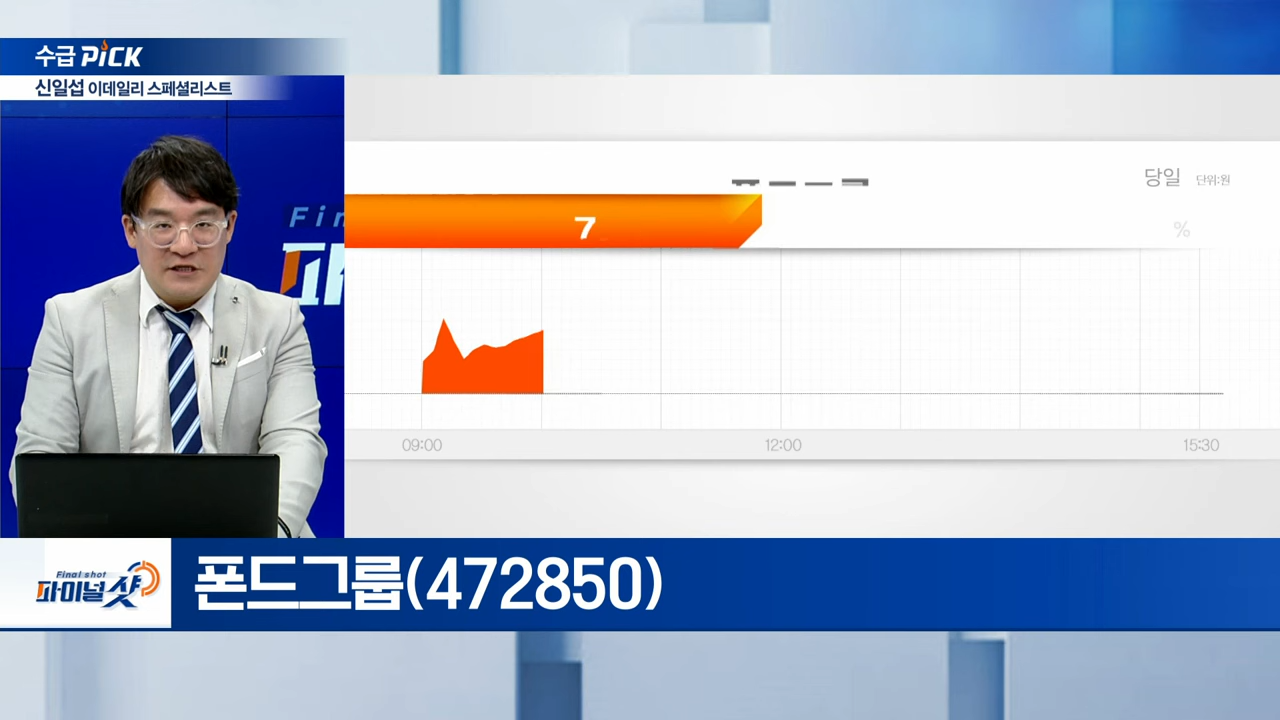 수급 PiCK
신일섭 이데일리 스페셜리스트
Fin
파
당일 단위:원
7
%
09:00 12:00 15:30
Final shot
파이널샷
폰드그룹(472850)